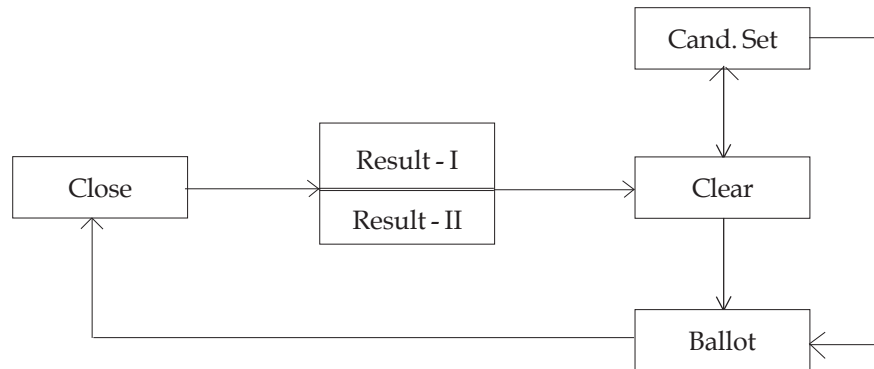 Cand. Set
Result - I
Close
Clear
Result - II
Ballot